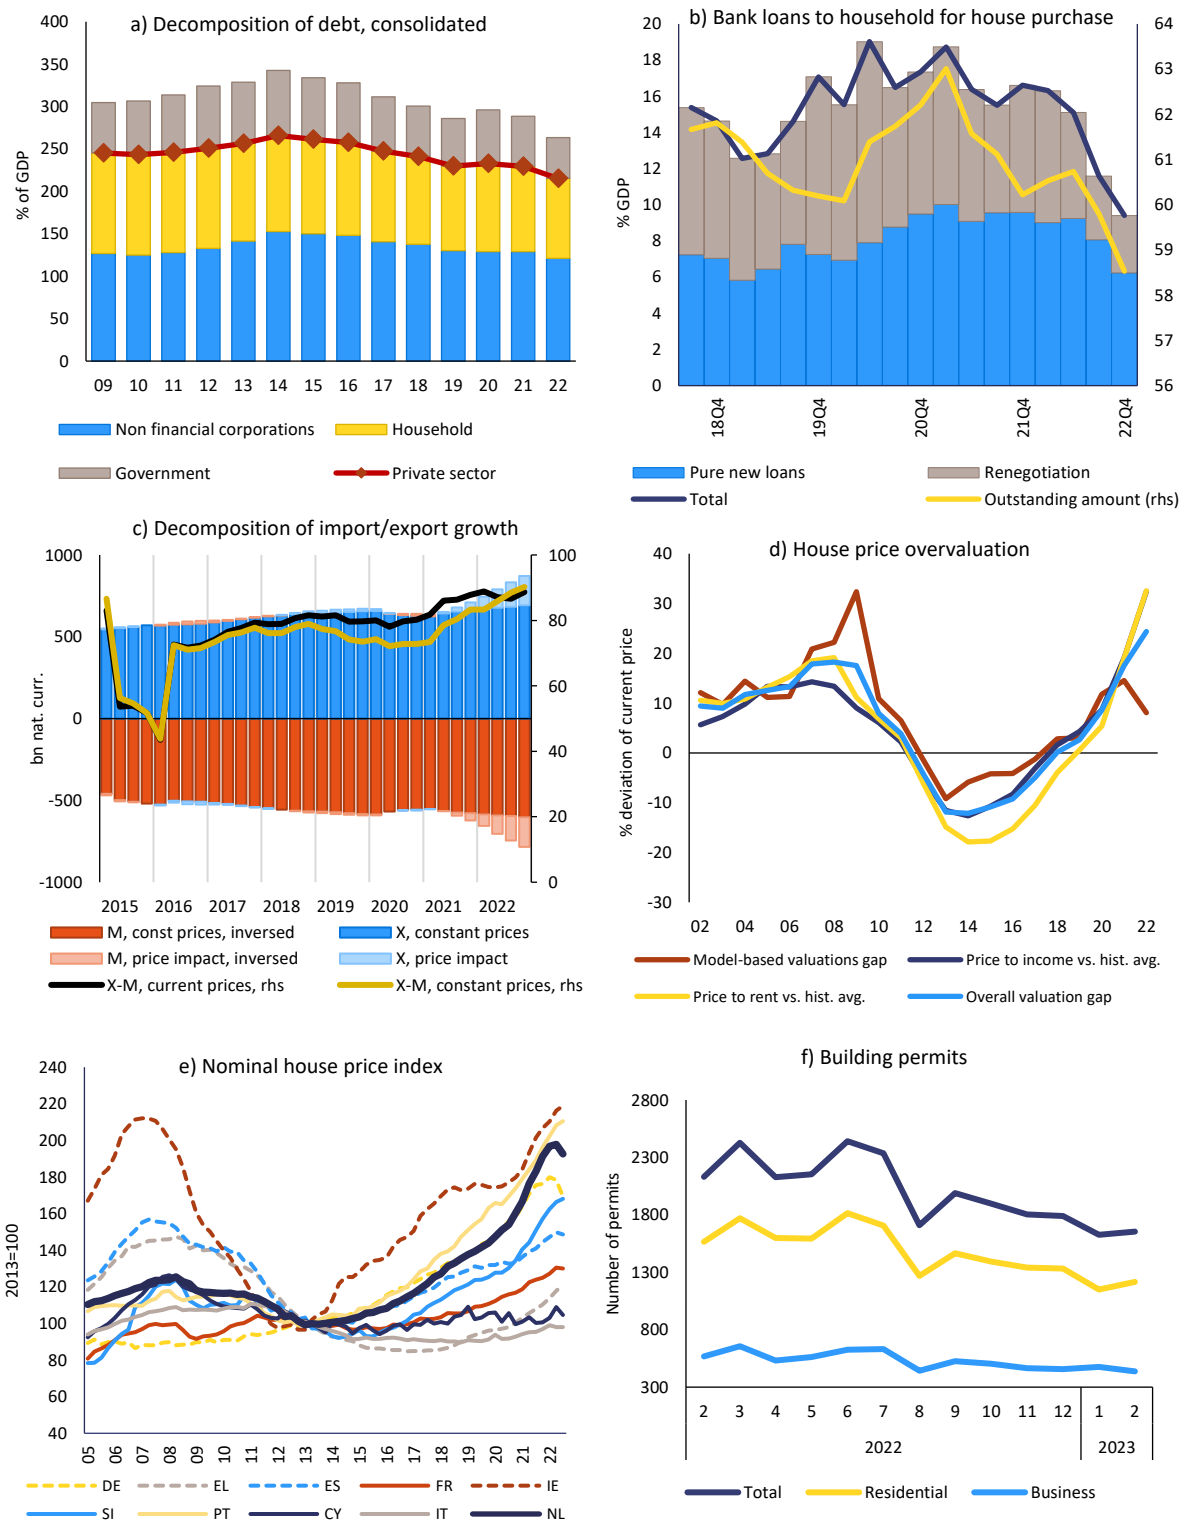 a) Decomposition of debt, consolidated
% of GDP
400
350
300
250
200
150
100
50
0
09 10 11 12 13 14 15 16 17 18 19 20 21 22
Non financial corporations
Household
Government
Private sector
b) Bank loans to household for house purchase
% GDP
20
18
16
14
12
10
8
6
4
2
0
64
63
62
61
60
59
58
57
56
18Q4 19Q4 20Q4 21Q4 22Q4
Pure new loans
Renegotiation
Total
Outstanding amount (rhs)
c) Decomposition of import/export growth
bn nat. curr.
1000
500
0
-500
-1000
100
80
60
40
20
0
2015 2016 2017 2018 2019 2020 2021 2022
M, const prices, inversed
X, constant prices
M, price impact, inversed
X, price impact
X-M, current prices, rhs
X-M, constant prices, rhs
d) House price overvaluation
% deviation of current price
40
30
20
10
0
-10
-20
-30
02 04 06 08 10 12 14 16 18 20 22
Model-based valuations gap
Price to income vs. hist. avg.
Price to rent vs. hist. avg.
Overall valuation gap
e) Nominal house price index
2013=100
240
220
200
180
160
140
120
100
80
60
40
05 06 07 08 09 10 11 12 13 14 15 16 17 18 19 20 21 22
DE EL ES FR IE
SI PT CY IT NL
f) Building permits
Number of permits
2800
2300
1800
1300
800
300
2 3 4 5 6 7 8 9 10 11 12 1 2
2022 2023
Total Residential Business